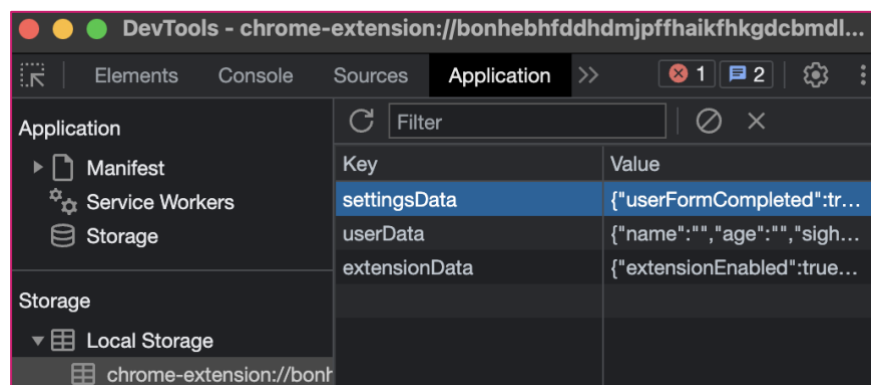 DevTools - chrome-extension://bonhebhfddhdmjpffhaikfhkgdcbmdl...
Elements Console Sources Application >> 1 2
Application
Filter
Manifest
Key Value
Service Workers
settingsData {"userFormCompleted":tr...
Storage
userData {"name":"","age":"","sigh...
extensionData {"extensionEnabled":true...
Storage
Local Storage
chrome-extension://bonh